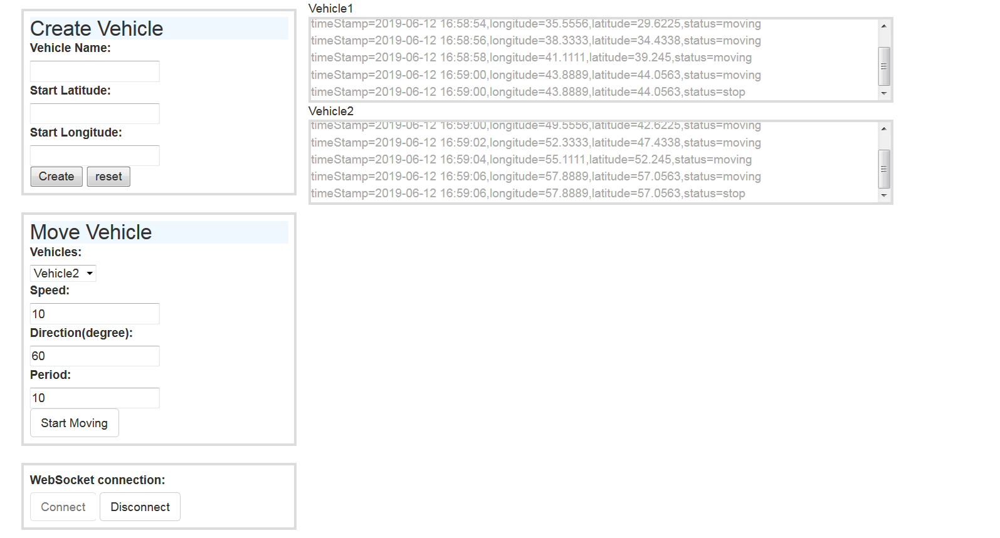 Create Vehicle
Vehicle Name:
Start Latitude:
Start Longitude:
Create reset
Move Vehicle
Vehicles:
Vehicle2
Speed:
10
Direction(degree):
60
Period:
10
Start Moving
WebSocket connection:
Connect Disconnect
Vehicle1
timeStamp=2019-06-12 16:58:54,longitude=35.5556,latitude=29.6225,status=moving
timeStamp=2019-06-12 16:58:56,longitude=38.3333,latitude=34.4338,status=moving
timeStamp=2019-06-12 16:58:58,longitude=41.1111,latitude=39.245,status=moving
timeStamp=2019-06-12 16:59:00,longitude=43.8889,latitude=44.0563,status=moving
timeStamp=2019-06-12 16:59:00,longitude=43.8889,latitude=44.0563,status=stop
Vehicle2
timeStamp=2019-06-12 16:59:00,longitude=49.5556,latitude=42.6225,status=moving
timeStamp=2019-06-12 16:59:02,longitude=52.3333,latitude=47.4338,status=moving
timeStamp=2019-06-12 16:59:04,longitude=55.1111,latitude=52.245,status=moving
timeStamp=2019-06-12 16:59:06,longitude=57.8889,latitude=57.0563,status=moving
timeStamp=2019-06-12 16:59:06,longitude=57.8889,latitude=57.0563,status=stop